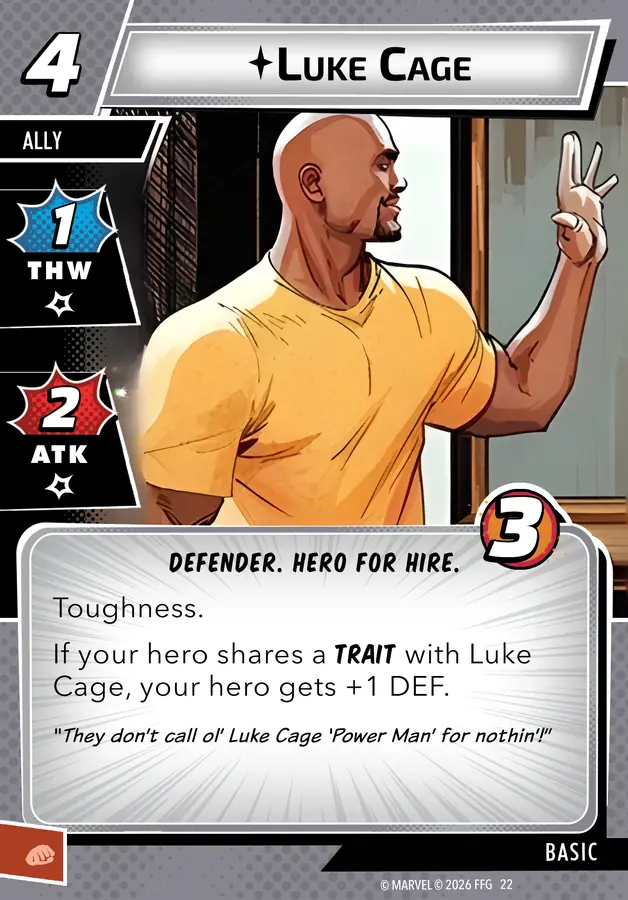 4
LUKE CAGE
ALLY
1
THW
2
ATK
3
DEFENDER. HERO FOR HIRE.
Toughness.
If your hero shares a TRAIT with Luke
Cage, your hero gets +1 DEF.
"They don't call ol' Luke Cage 'Power Man' for nothin'!"
BASIC
© MARVEL © 2026 FFG 22